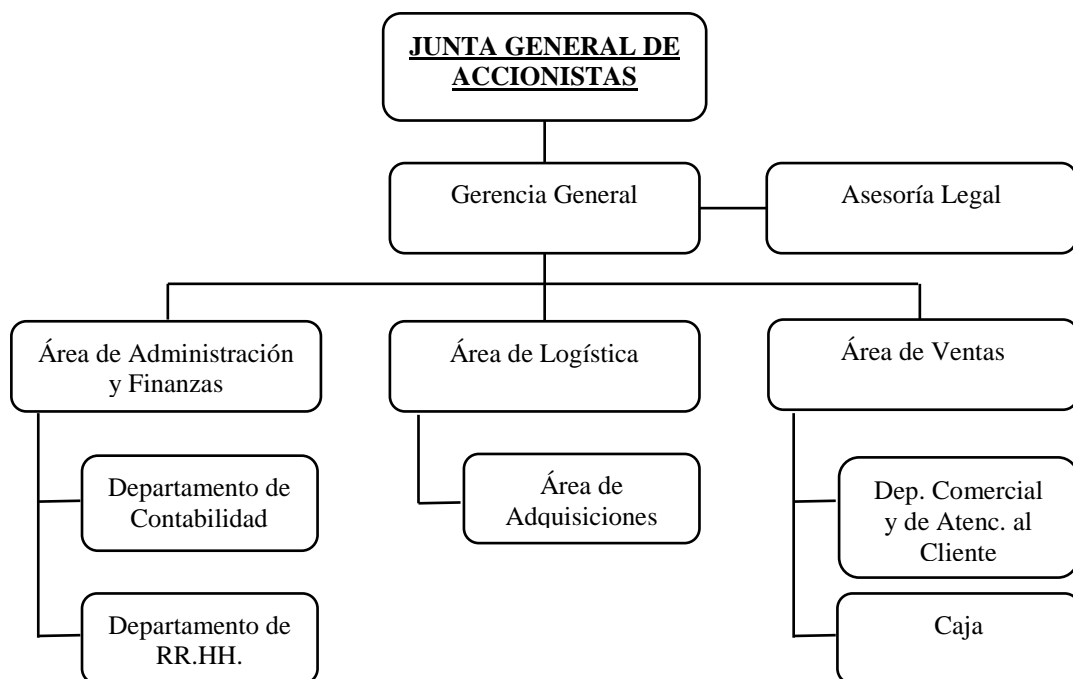 JUNTA GENERAL DE
ACCIONISTAS
Gerencia General
Asesoría Legal
Área de Administración
y Finanzas
Área de Logística
Área de Ventas
Departamento de
Contabilidad
Área de
Adquisiciones
Dep. Comercial
y de Atenc. al
Cliente
Departamento de
RR.HH.
Caja